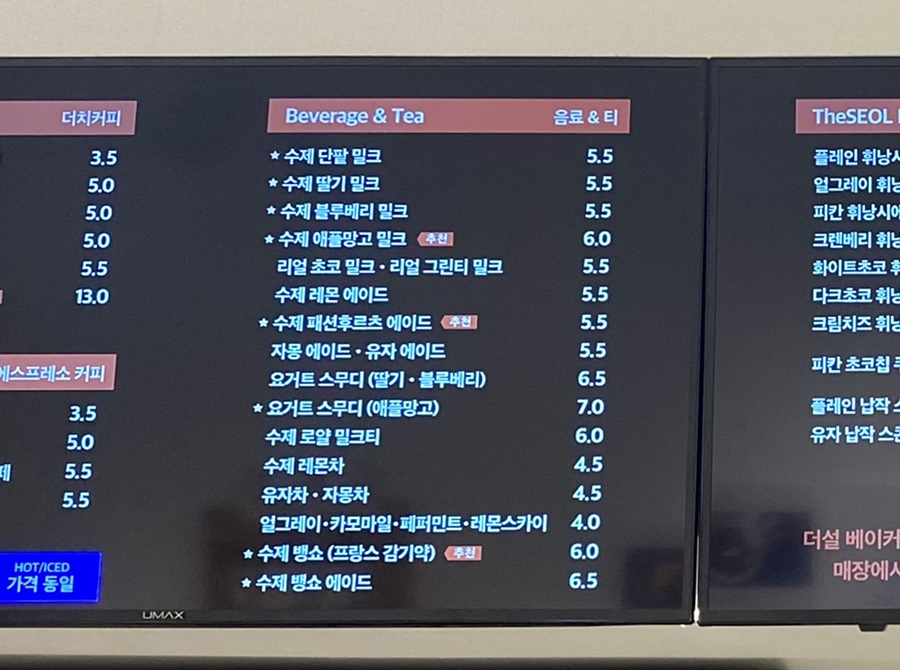 더치커피
3.5
5.0
5.0
5.0
5.5
13.0
에스프레소 커피
3.5
5.0
5.5
5.5
HOT/ICED
가격 동일
Beverage & Tea 음료 & 티
★ 수제 단팥 밀크 5.5
★ 수제 딸기 밀크 5.5
★ 수제 블루베리 밀크 5.5
★ 수제 애플망고 밀크 추천 6.0
리얼 초코 밀크 · 리얼 그린티 밀크 5.5
수제 레몬 에이드 5.5
★ 수제 패션후르츠 에이드 추천 5.5
자몽 에이드 · 유자 에이드 5.5
요거트 스무디 (딸기 · 블루베리) 6.5
★ 요거트 스무디 (애플망고) 7.0
수제 로얄 밀크티 6.0
수제 레몬차 4.5
유자차 · 자몽차 4.5
얼그레이·카모마일·페퍼민트·레몬스카이 4.0
★ 수제 뱅쇼 (프랑스 감기약) 추천 6.0
★ 수제 뱅쇼 에이드 6.5
UMAX
TheSEOL
플레인 휘낭시
얼그레이 휘낭
피칸 휘낭시에
크렌베리 휘낭
화이트초코 휘
다크초코 휘낭
크림치즈 휘낭
피칸 초코칩
플레인 납작
유자 납작 스콘
더설 베이커
매장에서